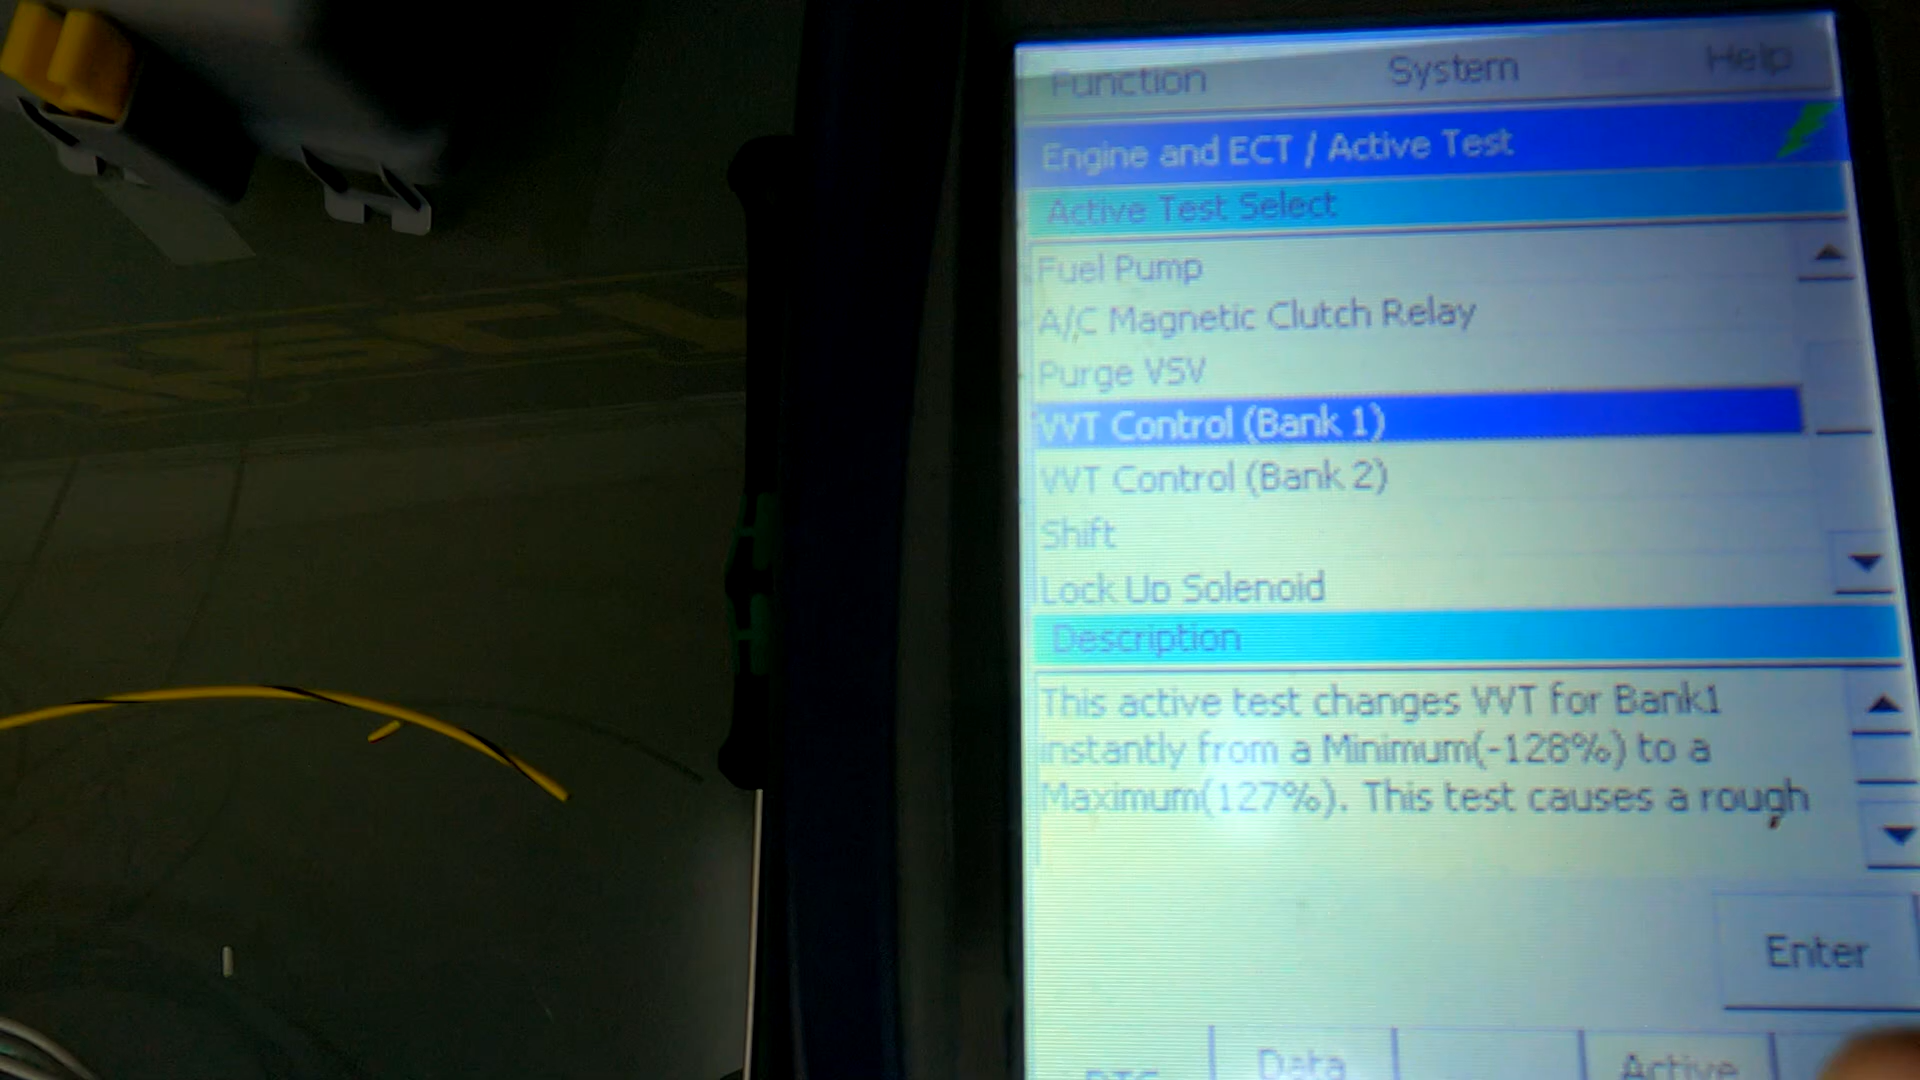 Function System Help
Engine and ECT / Active Test
Active Test Select
Fuel Pump
A/C Magnetic Clutch Relay
Purge VSV
VVT Control (Bank 1)
VVT Control (Bank 2)
Shift
Lock Up Solenoid
Description
This active test changes VVT for Bank1
instantly from a Minimum(-128%) to a
Maximum(127%). This test causes a rough
Enter
DTC Data Active